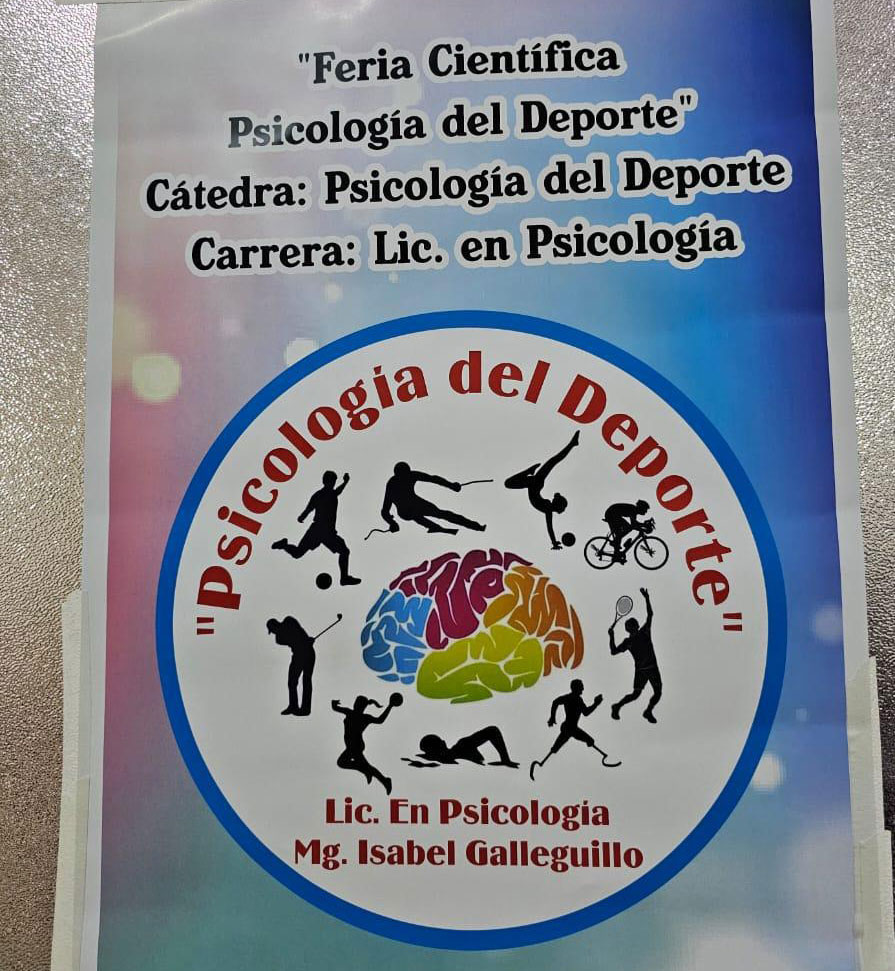 "Feria Científica
Psicología del Deporte"
Cátedra: Psicología del Deporte
Carrera: Lic. en Psicología
"Psicología del Deporte"
Lic. En Psicología
Mg. Isabel Galleguillo